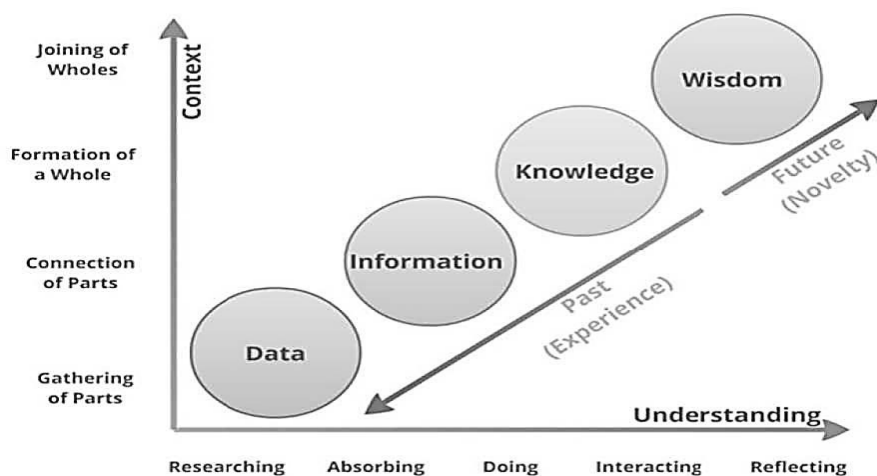 Joining of
Wholes
Context
Wisdom
Formation of
a Whole
Knowledge
Future
(Novelty)
Connection
of Parts
Information
Past
(Experience)
Data
Gathering
of Parts
Understanding
Researching Absorbing Doing Interacting Reflecting